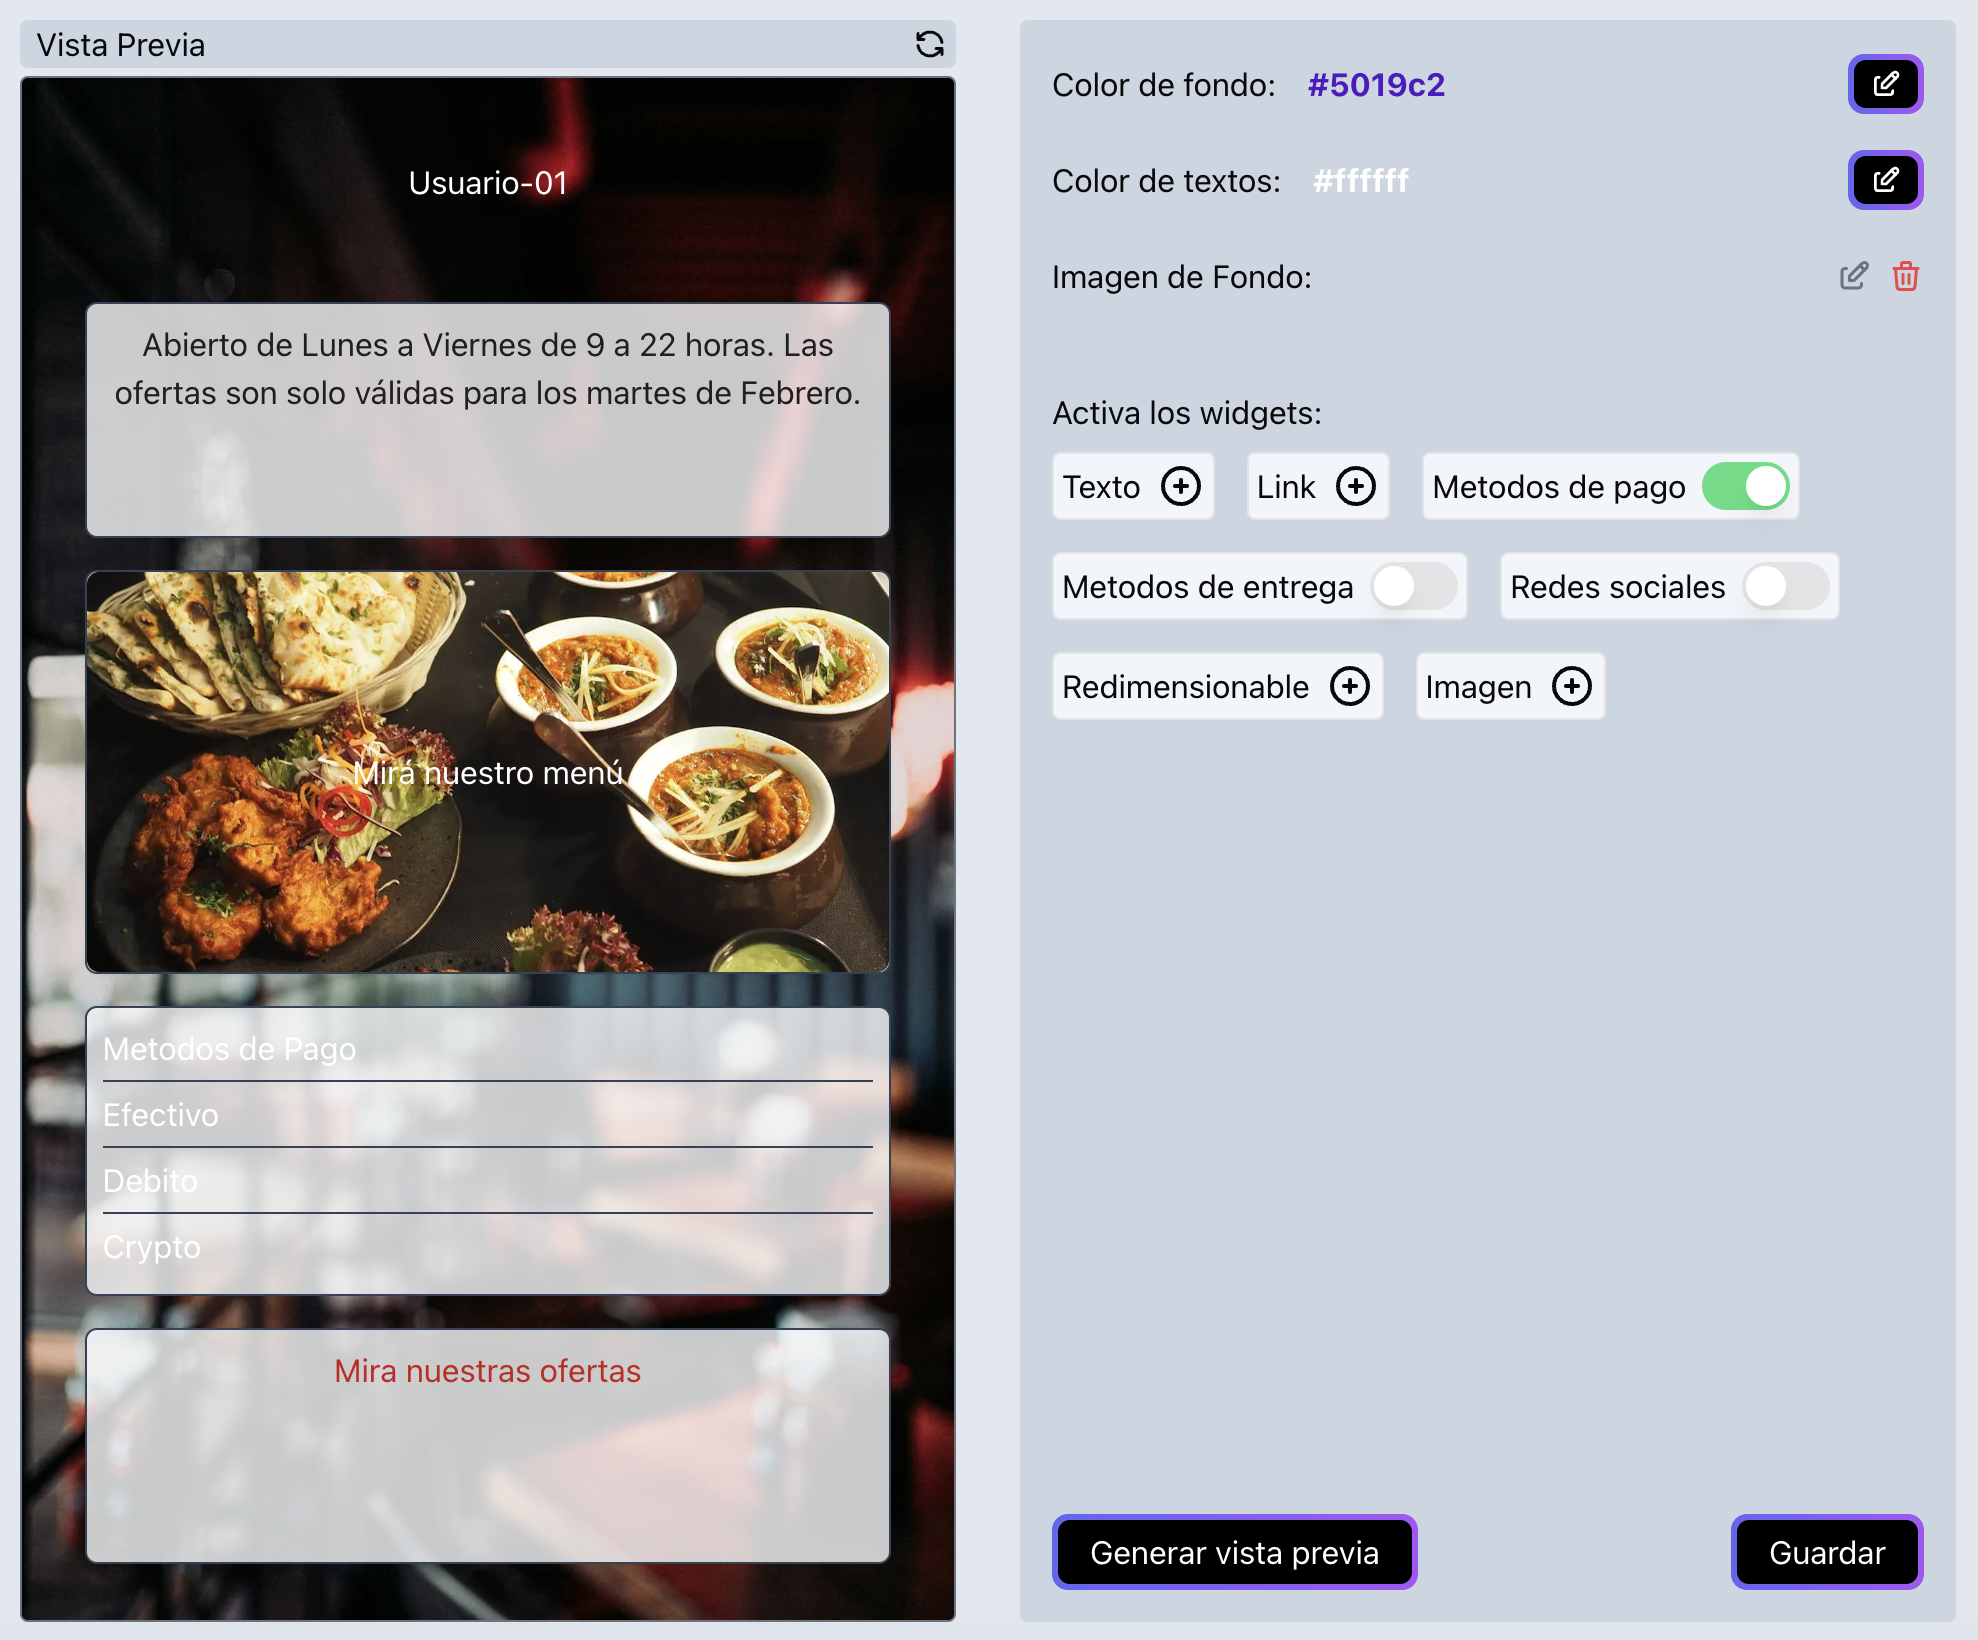 Vista Previa
Usuario-01
Abierto de Lunes a Viernes de 9 a 22 horas. Las
ofertas son solo válidas para los martes de Febrero.
Mirá nuestro menú
Metodos de Pago
Efectivo
Debito
Crypto
Mira nuestras ofertas
Color de fondo: #5019c2
Color de textos: #ffffff
Imagen de Fondo:
Activa los widgets:
Texto Link Metodos de pago
Metodos de entrega Redes sociales
Redimensionable Imagen
Generar vista previa Guardar